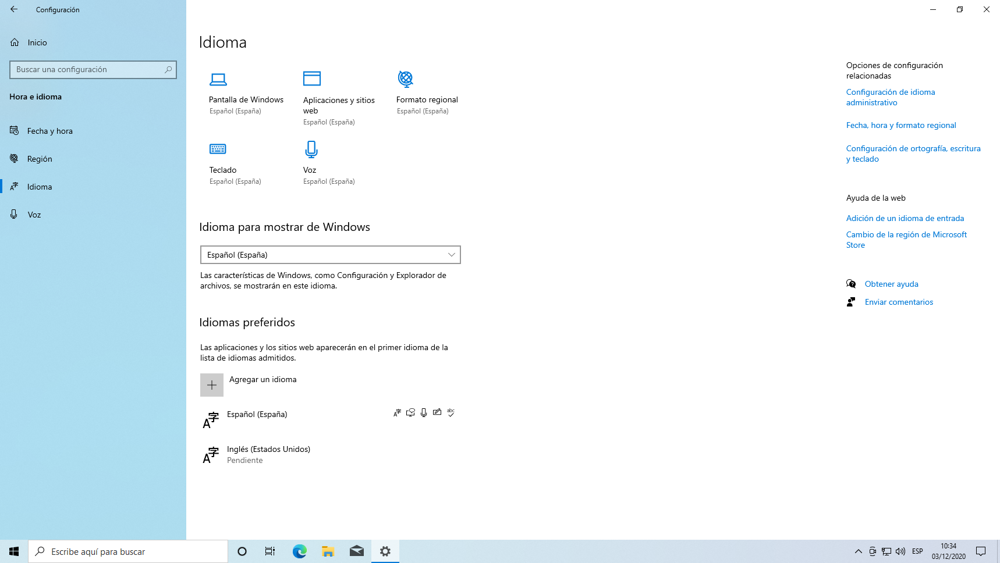 Configuración
Inicio
Buscar una configuración
Hora e idioma
Fecha y hora
Región
Idioma
Voz
Idioma
Pantalla de Windows
Español (España)
Aplicaciones y sitios
web
Español (España)
Formato regional
Español (España)
Teclado
Español (España)
Voz
Español (España)
Idioma para mostrar de Windows
Español (España)
Las características de Windows, como Configuración y Explorador de
archivos, se mostrarán en este idioma.
Idiomas preferidos
Las aplicaciones y los sitios web aparecerán en el primer idioma de la
lista de idiomas admitidos.
Agregar un idioma
Español (España)
Inglés (Estados Unidos)
Pendiente
Opciones de configuración
relacionadas
Configuración de idioma
administrativo
Fecha, hora y formato regional
Configuración de ortografía, escritura
y teclado
Ayuda de la web
Adición de un idioma de entrada
Cambio de la región de Microsoft
Store
Obtener ayuda
Enviar comentarios
Escribe aquí para buscar
ESP
10:34
03/12/2020